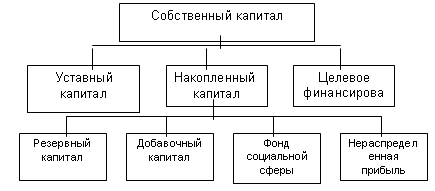 Собственный капитал
Уставный
капитал
Накопленный
капитал
Целевое
финансирова
Резервный
капитал
Добавочный
капитал
Фонд
социальной
сферы
Нераспредел
енная
прибыль